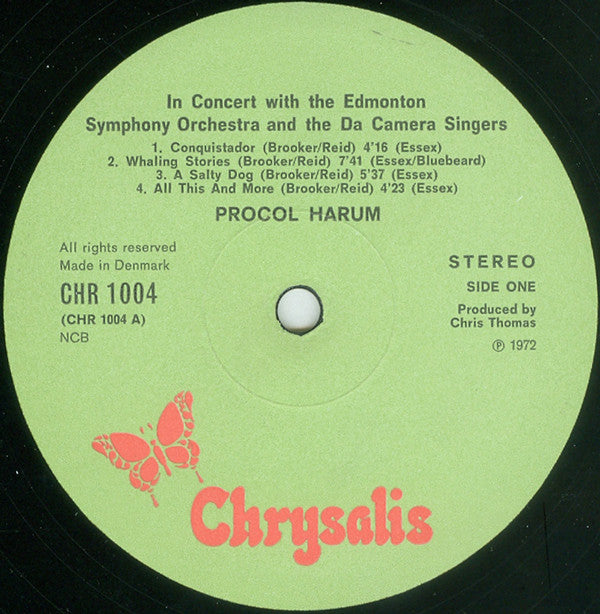 In Concert with the Edmonton
Symphony Orchestra and the Da Camera Singers
1. Conquistador (Brooker/Reid) 4'16 (Essex)
2. Whaling Stories (Brooker/Reid) 7'41 (Essex/Bluebeard)
3. A Salty Dog (Brooker/Reid) 5'37 (Essex)
4. All This And More (Brooker/Reid) 4'23 (Essex)
PROCOL HARUM
All rights reserved
Made in Denmark
CHR 1004
(CHR 1004 A)
NCB
STEREO
SIDE ONE
Produced by
Chris Thomas
℗ 1972
Chrysalis